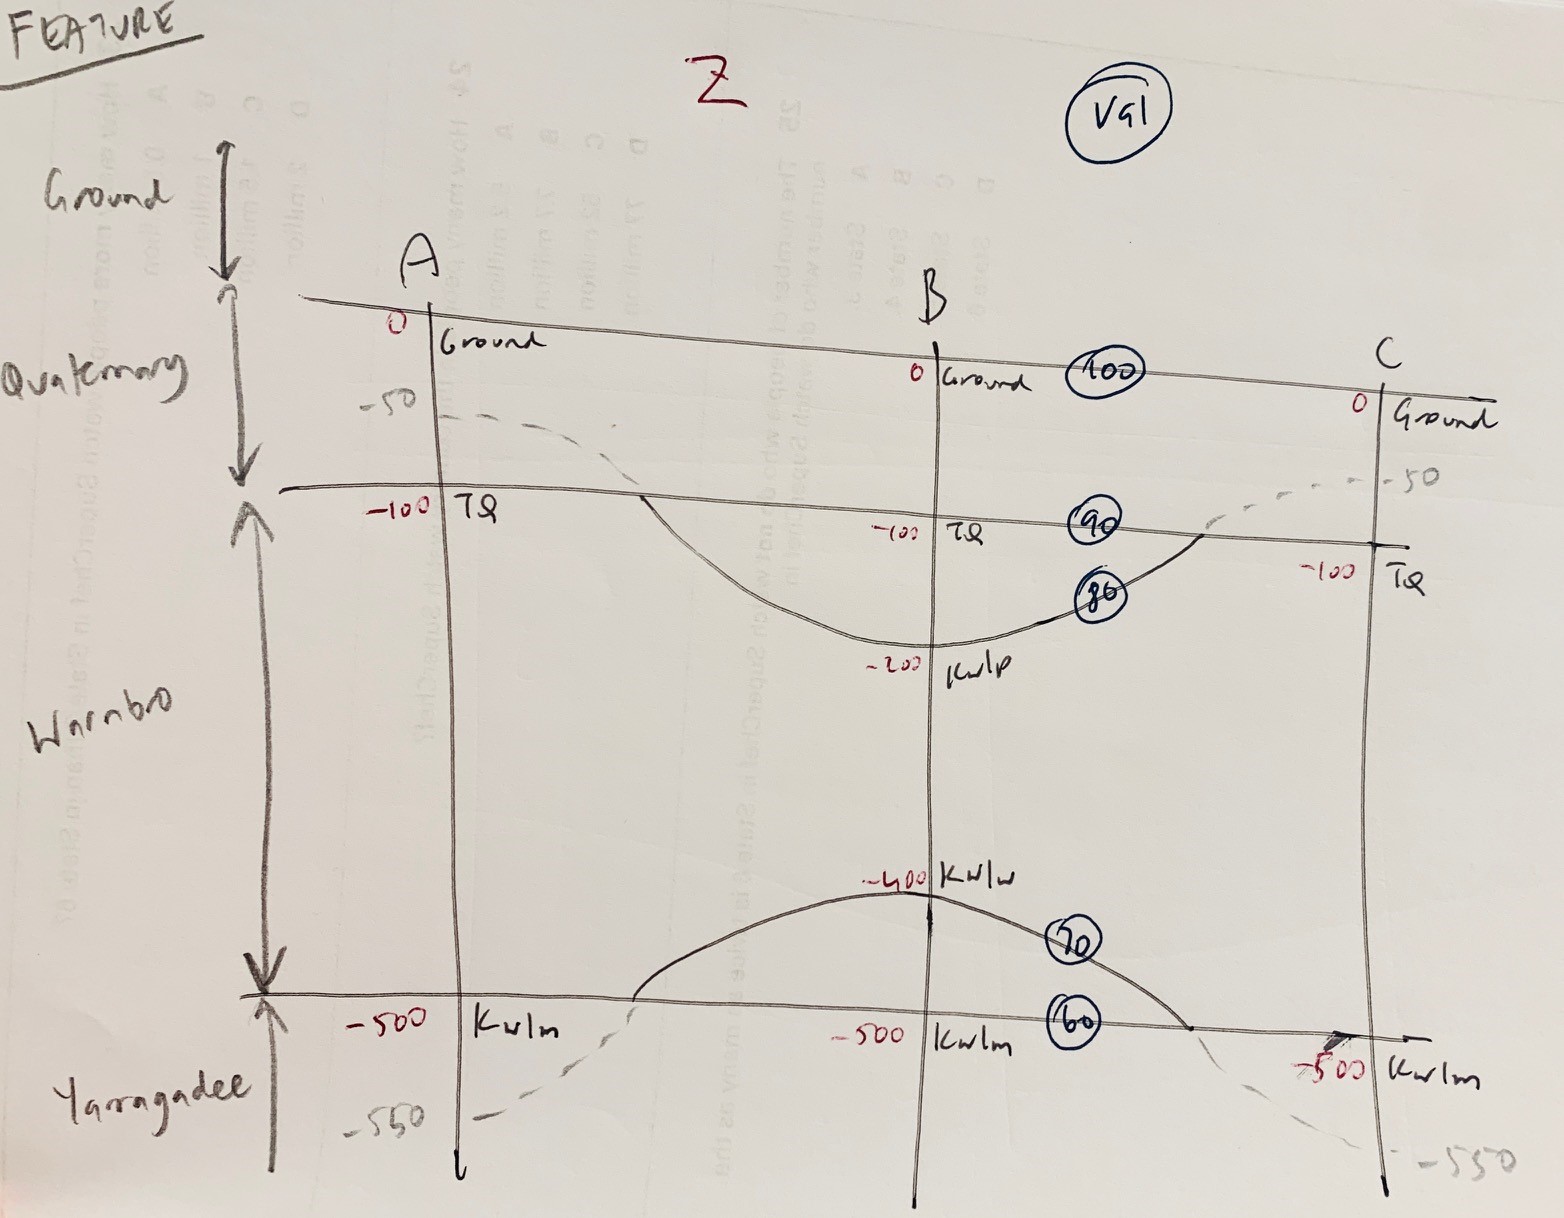 FEATURE
Z
Val
Ground
A
B
C
0 Ground
0 Ground
100
0 Ground
Quaternary
-50
-50
-100 TQ
-100 TQ
90
-100 TQ
80
-200 Kwlp
Warnbro
-400 Kwlw
70
-500 Kwlm
-500 Kwlm
60
-500 Kwlm
Yarragadee
-550
-550